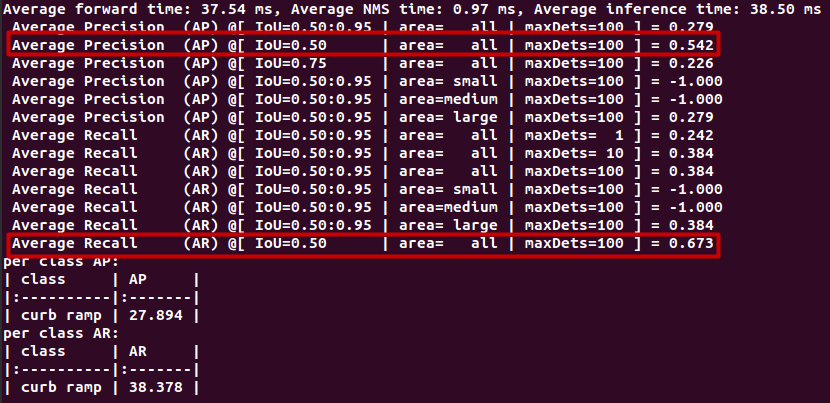 Average forward time: 37.54 ms, Average NMS time: 0.97 ms, Average inference time: 38.50 ms
Average Precision  (AP) @[ IoU=0.50:0.95 | area=   all | maxDets=100 ] = 0.279
Average Precision  (AP) @[ IoU=0.50      | area=   all | maxDets=100 ] = 0.542
Average Precision  (AP) @[ IoU=0.75      | area=   all | maxDets=100 ] = 0.226
Average Precision  (AP) @[ IoU=0.50:0.95 | area= small | maxDets=100 ] = -1.000
Average Precision  (AP) @[ IoU=0.50:0.95 | area=medium | maxDets=100 ] = -1.000
Average Precision  (AP) @[ IoU=0.50:0.95 | area= large | maxDets=100 ] = 0.279
Average Recall     (AR) @[ IoU=0.50:0.95 | area=   all | maxDets=  1 ] = 0.242
Average Recall     (AR) @[ IoU=0.50:0.95 | area=   all | maxDets= 10 ] = 0.384
Average Recall     (AR) @[ IoU=0.50:0.95 | area=   all | maxDets=100 ] = 0.384
Average Recall     (AR) @[ IoU=0.50:0.95 | area= small | maxDets=100 ] = -1.000
Average Recall     (AR) @[ IoU=0.50:0.95 | area=medium | maxDets=100 ] = -1.000
Average Recall     (AR) @[ IoU=0.50:0.95 | area= large | maxDets=100 ] = 0.384
Average Recall     (AR) @[ IoU=0.50      | area=   all | maxDets=100 ] = 0.673
per class AP:
| class     | AP     |
|:----------|:-------|
| curb ramp | 27.894 |
per class AR:
| class     | AR     |
|:----------|:-------|
| curb ramp | 38.378 |